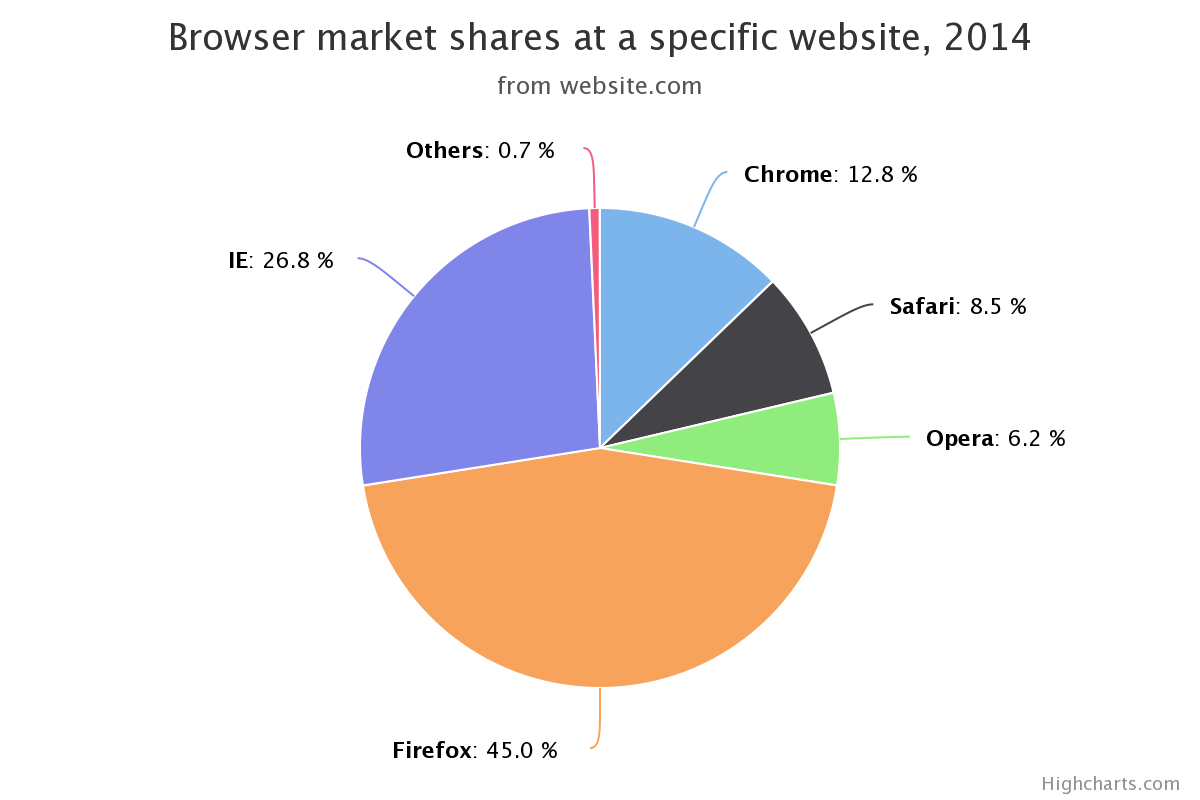 Browser market shares at a specific website, 2014
from website.com
Others: 0.7 %
Chrome: 12.8 %
IE: 26.8 %
Safari: 8.5 %
Opera: 6.2 %
Firefox: 45.0 %
Highcharts.com